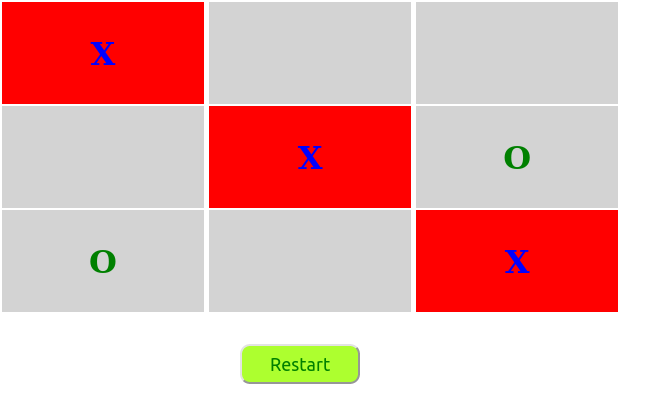 X
X O
O X
Restart